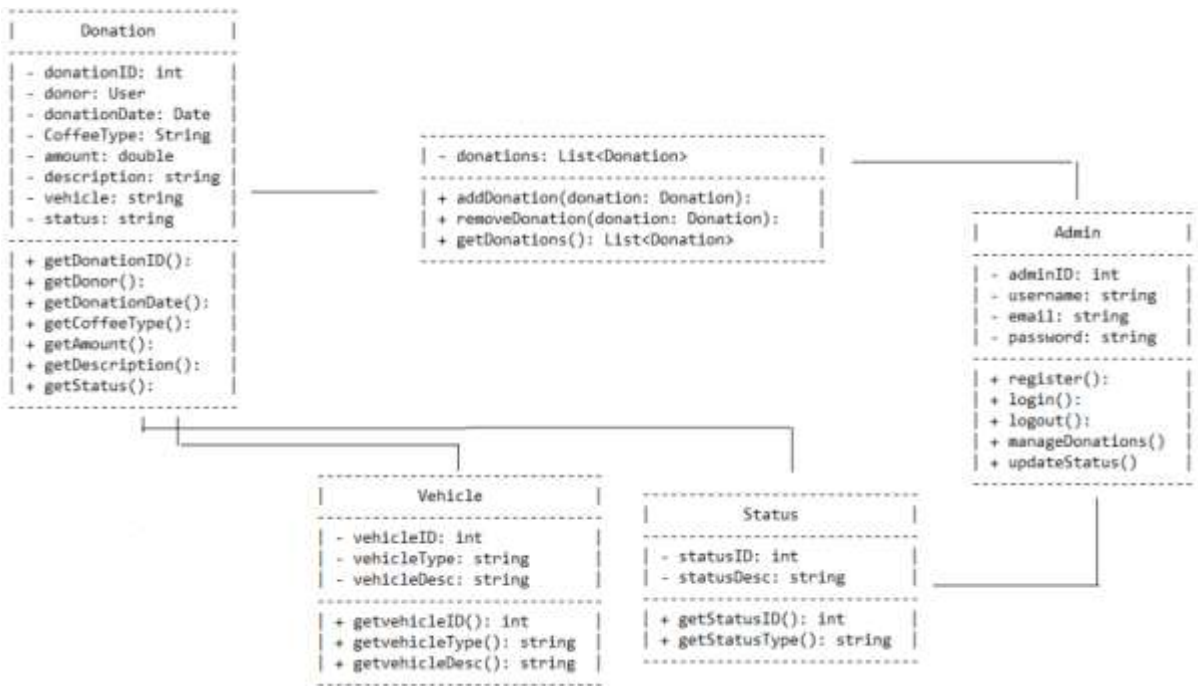 Donation
- donationID: int
- donor: User
- donationDate: Date
- CoffeeType: String
- amount: double
- description: string
- vehicle: string
- status: string
+ getDonationID():
+ getDonor():
+ getDonationDate():
+ getCoffeeType():
+ getAmount():
+ getDescription():
+ getStatus():
- donations: List<Donation>
+ addDonation(donation: Donation):
+ removeDonation(donation: Donation):
+ getDonations(): List<Donation>
Admin
- adminID: int
- username: string
- email: string
- password: string
+ register():
+ login():
+ logout():
+ manageDonations()
+ updateStatus()
Vehicle
- vehicleID: int
- vehicleType: string
- vehicleDesc: string
+ getvehicleID(): int
+ getvehicleType(): string
+ getvehicleDesc(): string
Status
- statusID: int
- statusDesc: string
+ getStatusID(): int
+ getStatusType(): string